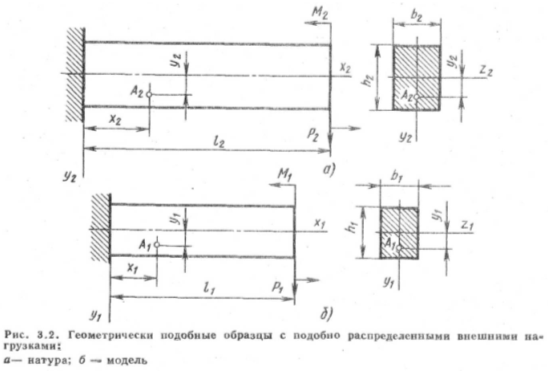 M₂
b₂
y₂
x₂
h₂
y₂
z₂
A₂
A₂
x₂
l₂
P₂
y₂
y₂
а)
M₁
b₁
y₁
x₁
h₁
y₁
z₁
A₁
A₁
x₁
l₁
P₁
y₁
y₁
б)
Рис. 3.2. Геометрически подобные образцы с подобно распределенными внешними на-
грузками:
а— натура; б — модель